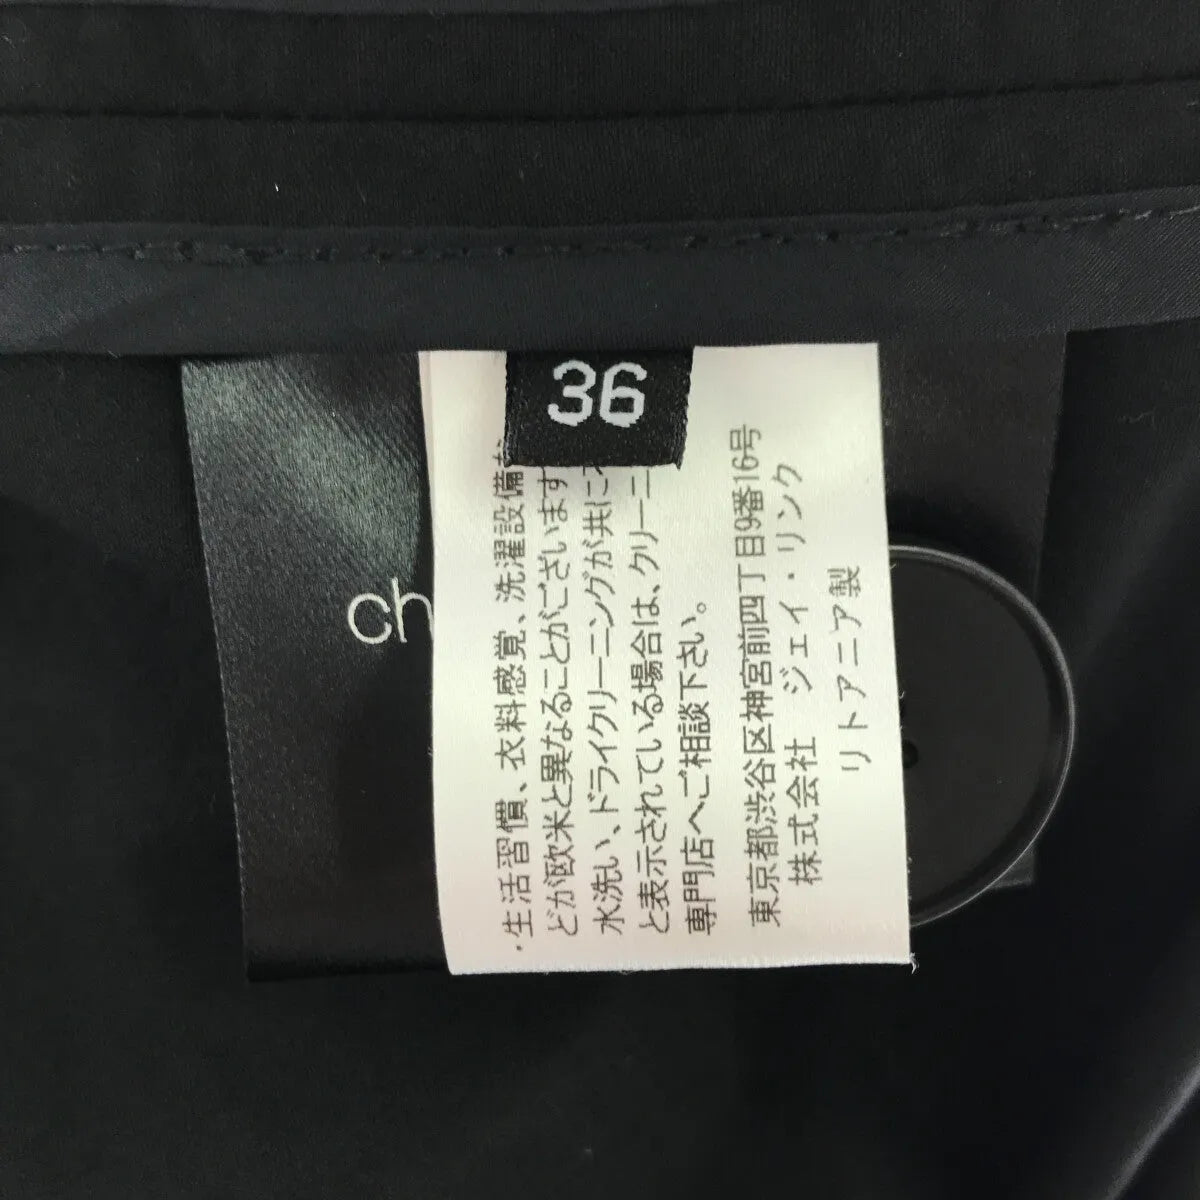 36
ch
・生活習慣、衣料感覚、洗濯設備
どが欧米と異なることがございます
水洗い、ドライクリーニングが共に
と表示されている場合は、クリーニ
専門店へご相談下さい。
東京都渋谷区神宮前四丁目9番16号
株式会社 ジェイ・リンク
リトアニア製